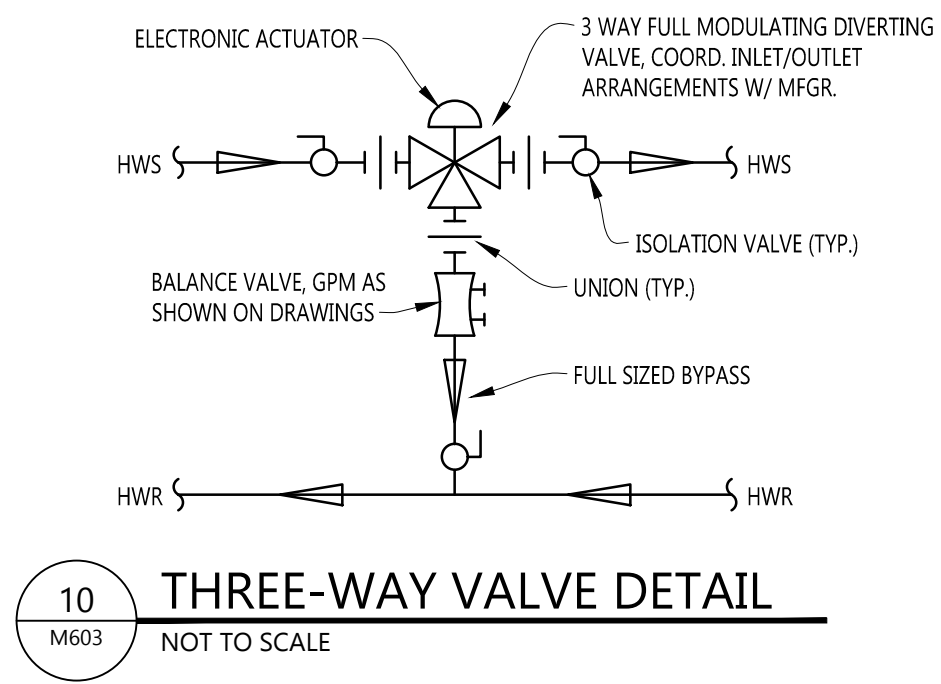 ELECTRONIC ACTUATOR
3 WAY FULL MODULATING DIVERTING
VALVE, COORD. INLET/OUTLET
ARRANGEMENTS W/ MFGR.
HWS
HWS
ISOLATION VALVE (TYP.)
UNION (TYP.)
BALANCE VALVE, GPM AS
SHOWN ON DRAWINGS
FULL SIZED BYPASS
HWR
HWR
10
M603
THREE-WAY VALVE DETAIL
NOT TO SCALE